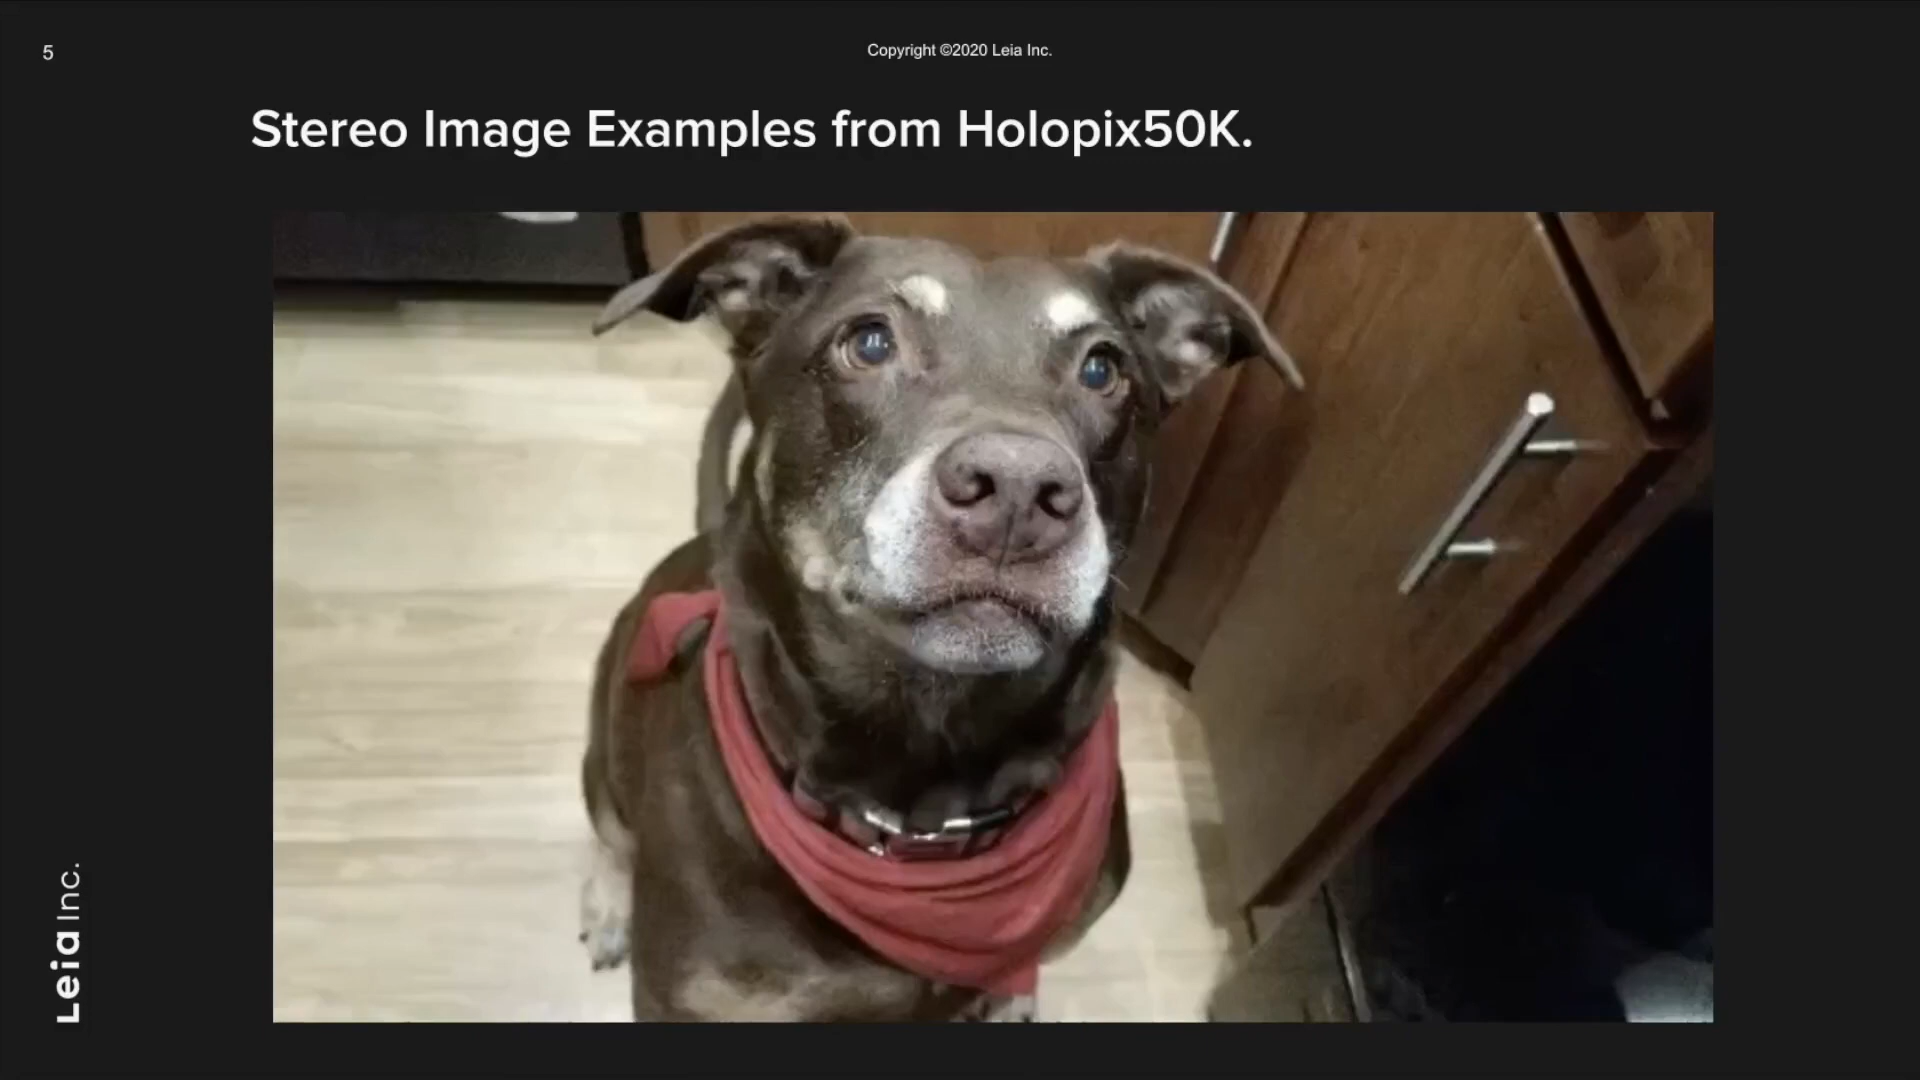 5
Copyright ©2020 Leia Inc.
Stereo Image Examples from Holopix50K.
Leia Inc.